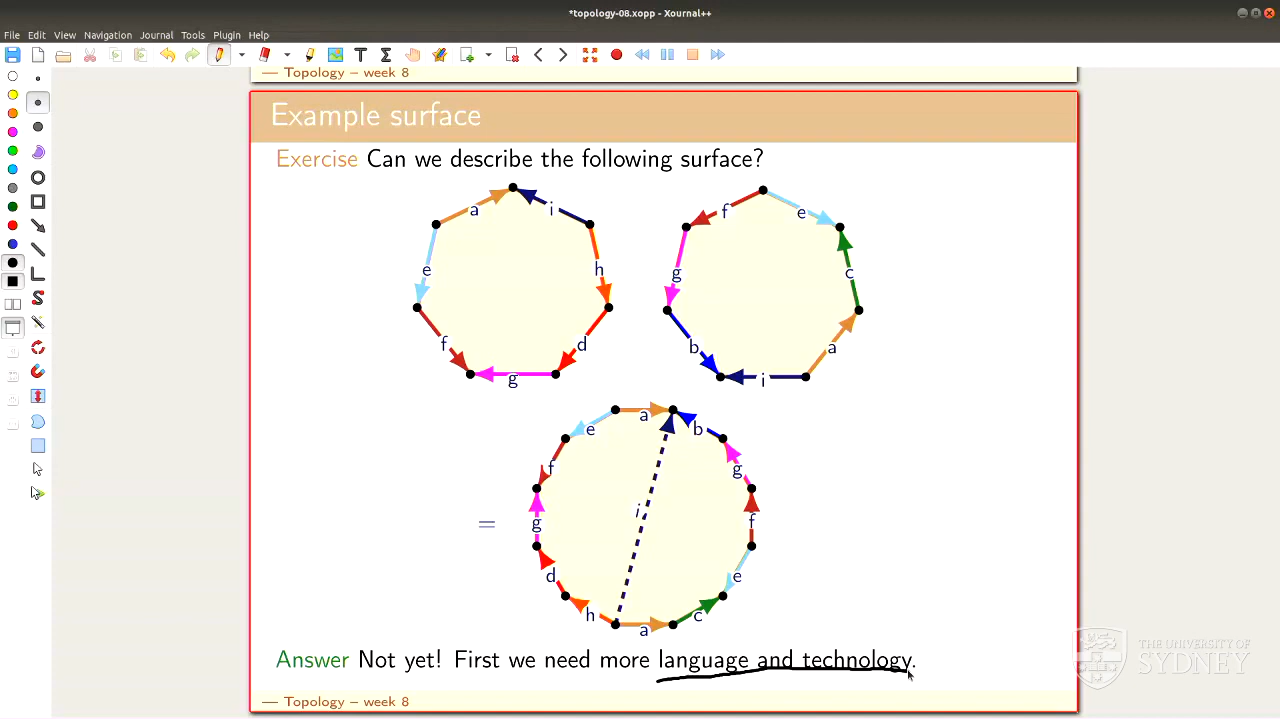 *topology-08.xopp - Xournal++
File Edit View Navigation Journal Tools Plugin Help
— Topology – week 8
Example surface
Exercise Can we describe the following surface?
a i
e h
f d
g
f e
g c
b a
i
a
e b
f g
i
= g f
d e
h c
a
Answer Not yet! First we need more language and technology.
— Topology – week 8
THE UNIVERSITY OF
SYDNEY